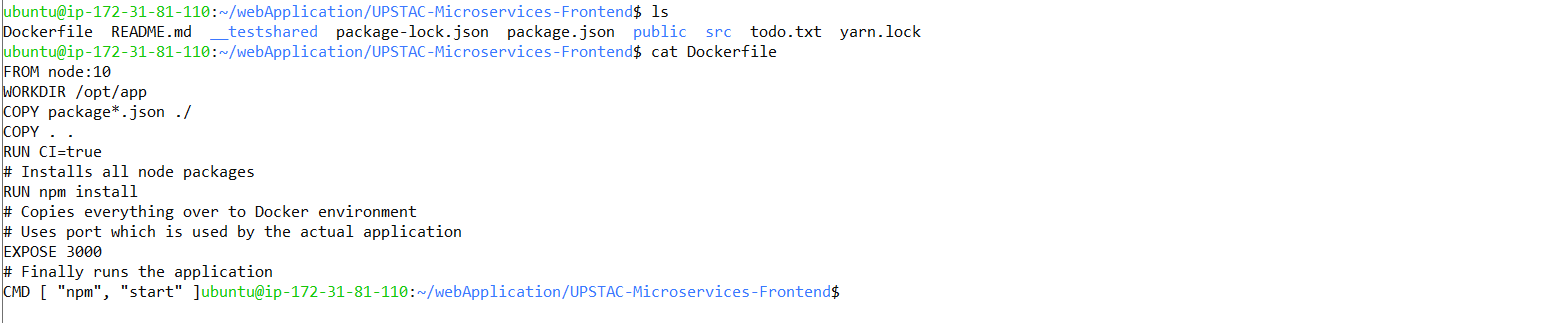 ubuntu@ip-172-31-81-110:~/webApplication/UPSTAC-Microservices-Frontend$ ls
Dockerfile  README.md  __testshared  package-lock.json  package.json  public  src  todo.txt  yarn.lock
ubuntu@ip-172-31-81-110:~/webApplication/UPSTAC-Microservices-Frontend$ cat Dockerfile
FROM node:10
WORKDIR /opt/app
COPY package*.json ./
COPY . .
RUN CI=true
# Installs all node packages
RUN npm install
# Copies everything over to Docker environment
# Uses port which is used by the actual application
EXPOSE 3000
# Finally runs the application
CMD [ "npm", "start" ]ubuntu@ip-172-31-81-110:~/webApplication/UPSTAC-Microservices-Frontend$